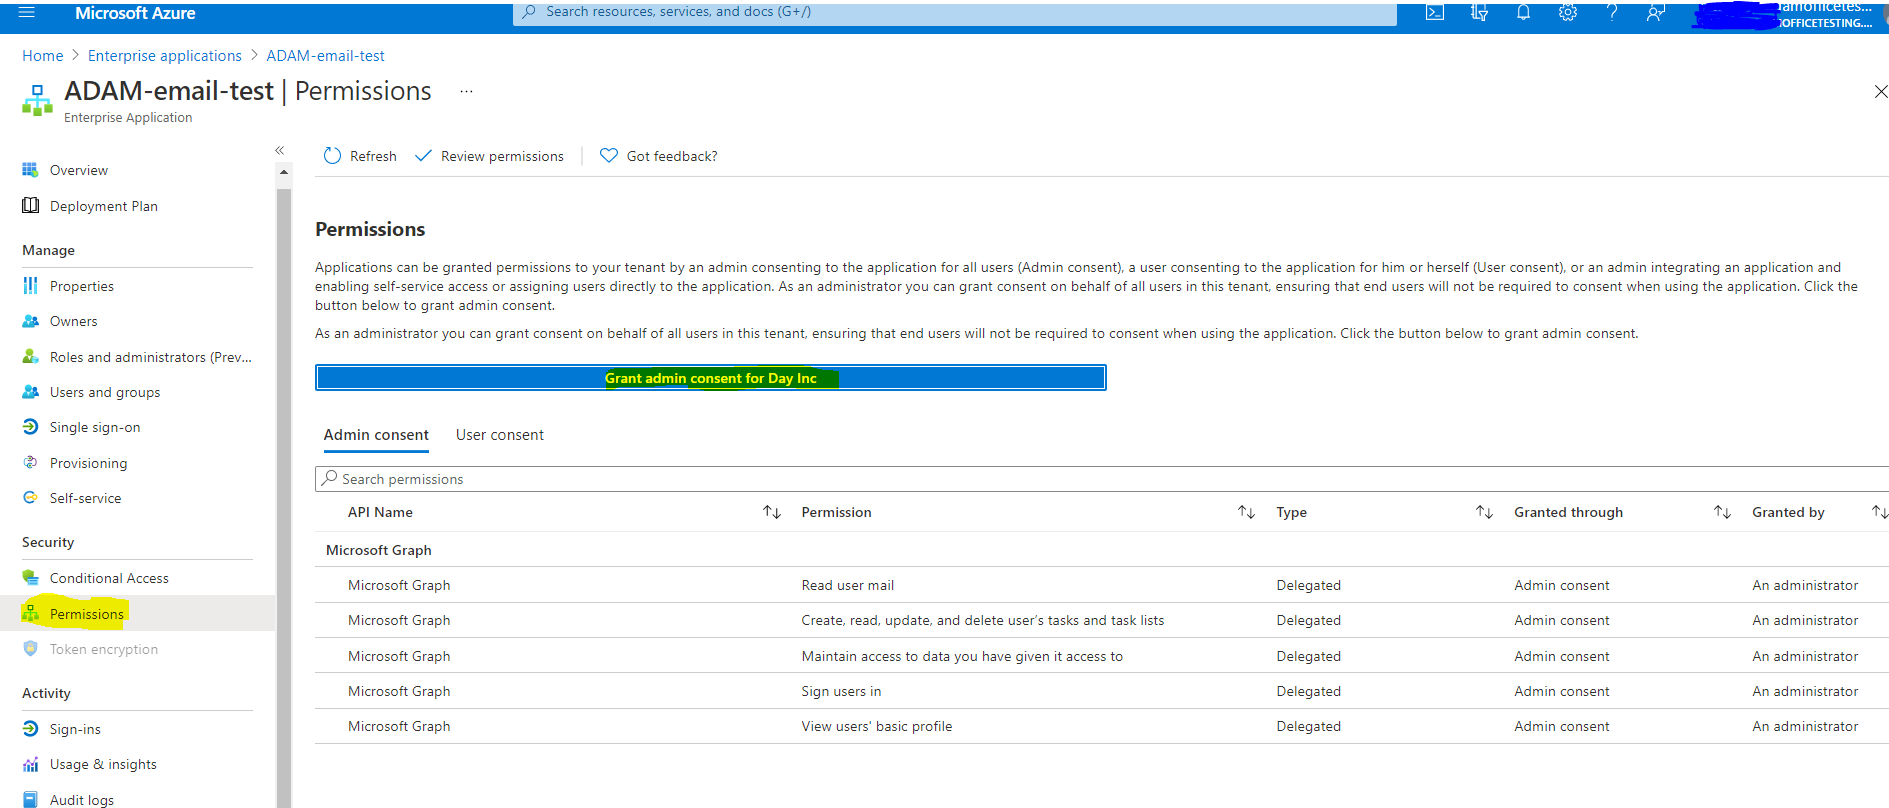 Microsoft Azure
Search resources, services, and docs (G+/)
amofficetes...
OFFICETESTING....
Home > Enterprise applications > ADAM-email-test
ADAM-email-test | Permissions ...
Enterprise Application
Overview
Deployment Plan
Manage
Properties
Owners
Roles and administrators (Prev...
Users and groups
Single sign-on
Provisioning
Self-service
Security
Conditional Access
Permissions
Token encryption
Activity
Sign-ins
Usage & insights
Audit logs
Refresh Review permissions Got feedback?
Permissions
Applications can be granted permissions to your tenant by an admin consenting to the application for all users (Admin consent), a user consenting to the application for him or herself (User consent), or an admin integrating an application and
enabling self-service access or assigning users directly to the application. As an administrator you can grant consent on behalf of all users in this tenant, ensuring that end users will not be required to consent when using the application. Click the
button below to grant admin consent.
As an administrator you can grant consent on behalf of all users in this tenant, ensuring that end users will not be required to consent when using the application. Click the button below to grant admin consent.
Grant admin consent for Day Inc
Admin consent User consent
Search permissions
API Name Permission Type Granted through Granted by
Microsoft Graph
Microsoft Graph Read user mail Delegated Admin consent An administrator
Microsoft Graph Create, read, update, and delete user’s tasks and task lists Delegated Admin consent An administrator
Microsoft Graph Maintain access to data you have given it access to Delegated Admin consent An administrator
Microsoft Graph Sign users in Delegated Admin consent An administrator
Microsoft Graph View users' basic profile Delegated Admin consent An administrator